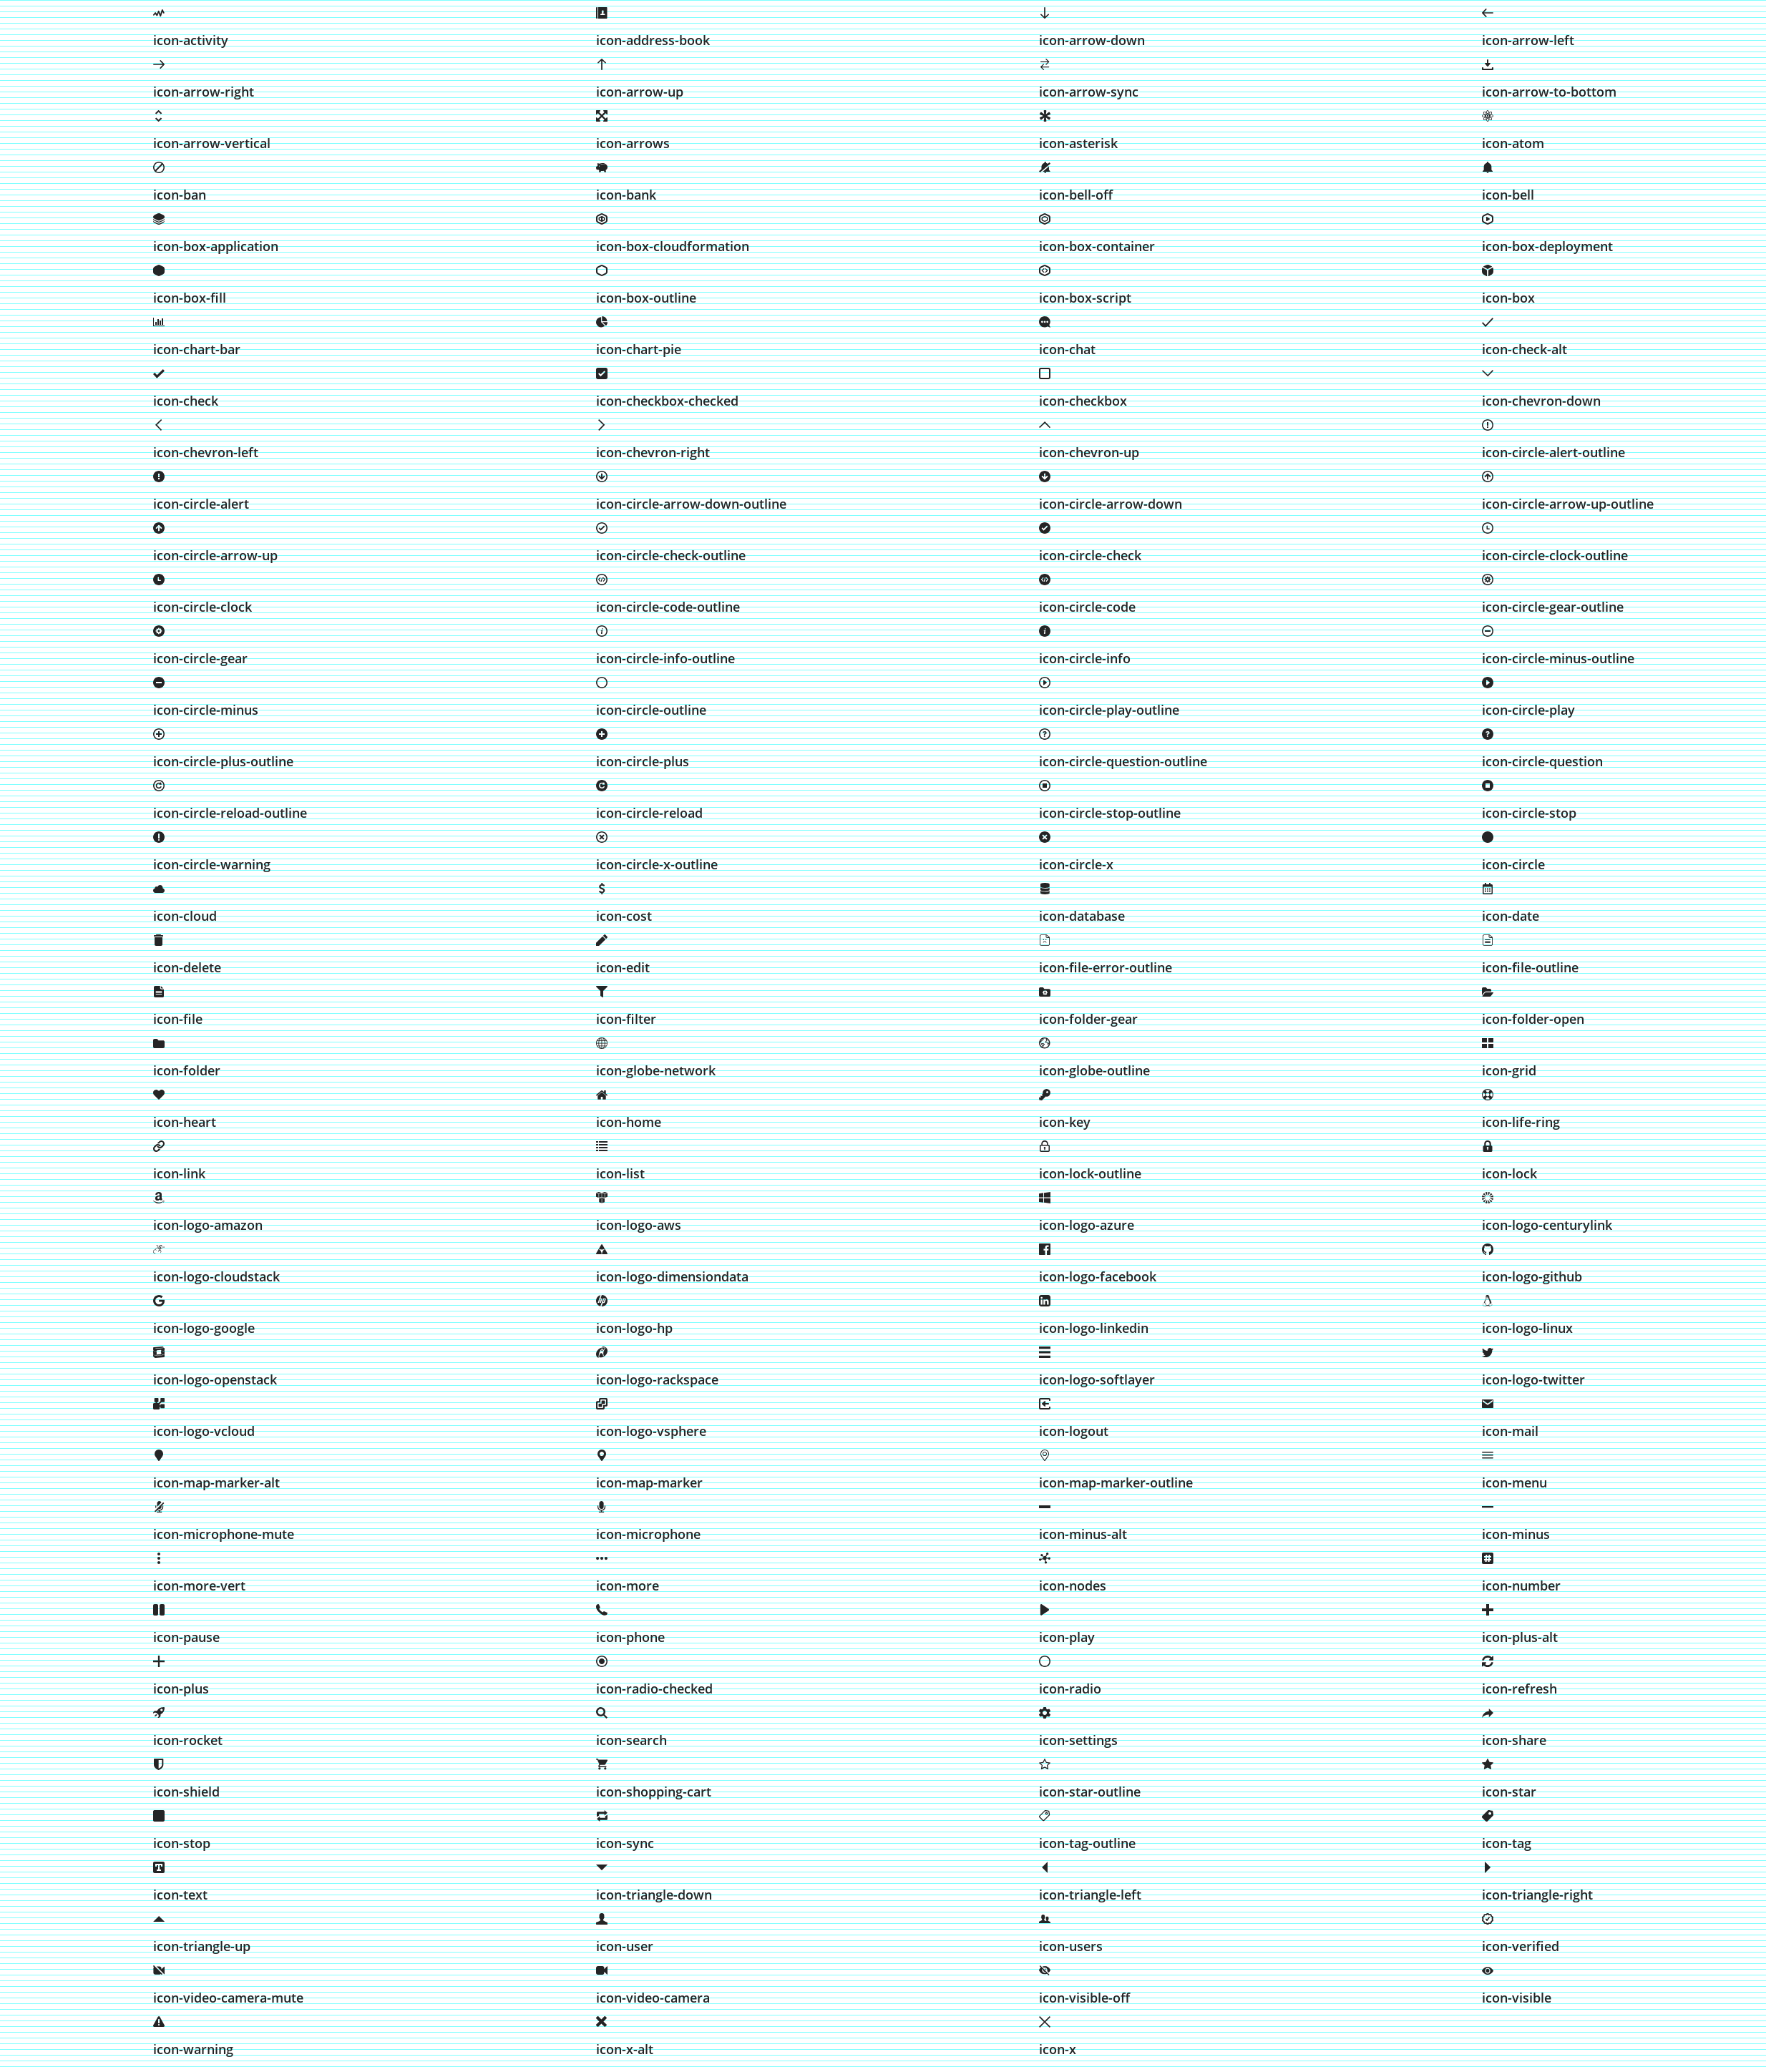 icon-activity icon-address-book icon-arrow-down icon-arrow-left
icon-arrow-right icon-arrow-up icon-arrow-sync icon-arrow-to-bottom
icon-arrow-vertical icon-arrows icon-asterisk icon-atom
icon-ban icon-bank icon-bell-off icon-bell
icon-box-application icon-box-cloudformation icon-box-container icon-box-deployment
icon-box-fill icon-box-outline icon-box-script icon-box
icon-chart-bar icon-chart-pie icon-chat icon-check-alt
icon-check icon-checkbox-checked icon-checkbox icon-chevron-down
icon-chevron-left icon-chevron-right icon-chevron-up icon-circle-alert-outline
icon-circle-alert icon-circle-arrow-down-outline icon-circle-arrow-down icon-circle-arrow-up-outline
icon-circle-arrow-up icon-circle-check-outline icon-circle-check icon-circle-clock-outline
icon-circle-clock icon-circle-code-outline icon-circle-code icon-circle-gear-outline
icon-circle-gear icon-circle-info-outline icon-circle-info icon-circle-minus-outline
icon-circle-minus icon-circle-outline icon-circle-play-outline icon-circle-play
icon-circle-plus-outline icon-circle-plus icon-circle-question-outline icon-circle-question
icon-circle-reload-outline icon-circle-reload icon-circle-stop-outline icon-circle-stop
icon-circle-warning icon-circle-x-outline icon-circle-x icon-circle
icon-cloud icon-cost icon-database icon-date
icon-delete icon-edit icon-file-error-outline icon-file-outline
icon-file icon-filter icon-folder-gear icon-folder-open
icon-folder icon-globe-network icon-globe-outline icon-grid
icon-heart icon-home icon-key icon-life-ring
icon-link icon-list icon-lock-outline icon-lock
icon-logo-amazon icon-logo-aws icon-logo-azure icon-logo-centurylink
icon-logo-cloudstack icon-logo-dimensiondata icon-logo-facebook icon-logo-github
icon-logo-google icon-logo-hp icon-logo-linkedin icon-logo-linux
icon-logo-openstack icon-logo-rackspace icon-logo-softlayer icon-logo-twitter
icon-logo-vcloud icon-logo-vsphere icon-logout icon-mail
icon-map-marker-alt icon-map-marker icon-map-marker-outline icon-menu
icon-microphone-mute icon-microphone icon-minus-alt icon-minus
icon-more-vert icon-more icon-nodes icon-number
icon-pause icon-phone icon-play icon-plus-alt
icon-plus icon-radio-checked icon-radio icon-refresh
icon-rocket icon-search icon-settings icon-share
icon-shield icon-shopping-cart icon-star-outline icon-star
icon-stop icon-sync icon-tag-outline icon-tag
icon-text icon-triangle-down icon-triangle-left icon-triangle-right
icon-triangle-up icon-user icon-users icon-verified
icon-video-camera-mute icon-video-camera icon-visible-off icon-visible
icon-warning icon-x-alt icon-x